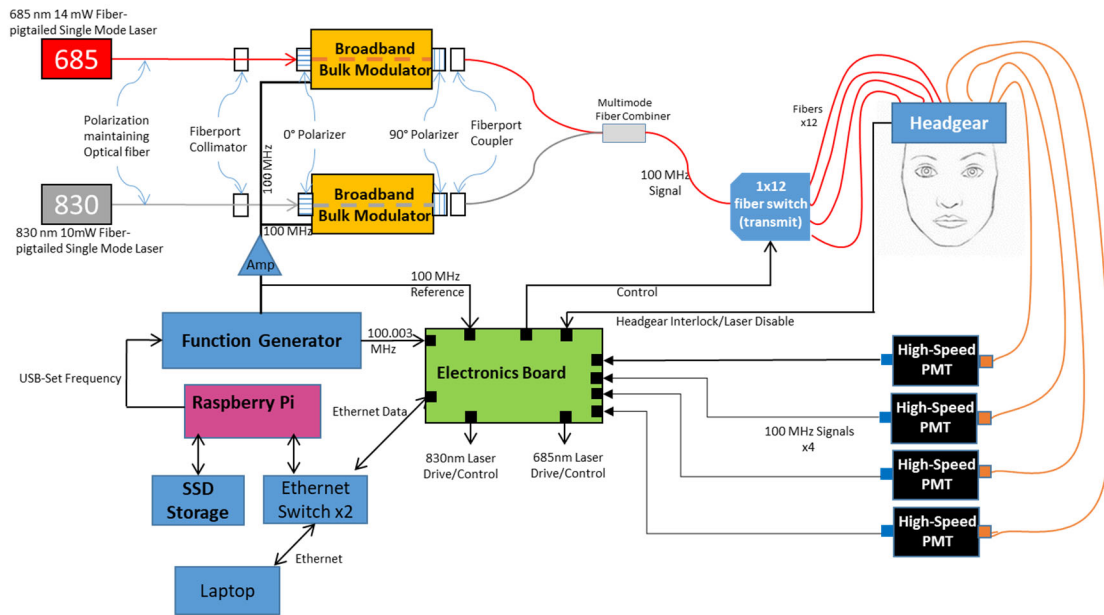 685 nm 14 mW Fiber-
pigtailed Single Mode Laser
685
Broadband
Bulk Modulator
Polarization
maintaining
Optical fiber
Fiberport
Collimator
0° Polarizer
90° Polarizer
Fiberport
Coupler
Multimode
Fiber Combiner
100 MHz
Signal
1x12
fiber switch
(transmit)
Fibers
x12
Headgear
100 MHz
830
830 nm 10mW Fiber-
pigtailed Single Mode Laser
Broadband
Bulk Modulator
100 MHz
Amp
100 MHz
Reference
Control
Headgear Interlock/Laser Disable
Function Generator
100.003
MHz
Electronics Board
USB-Set Frequency
Raspberry Pi
Ethernet Data
SSD
Storage
Ethernet
Switch x2
Ethernet
Laptop
830nm Laser
Drive/Control
685nm Laser
Drive/Control
100 MHz Signals
x4
High-Speed
PMT
High-Speed
PMT
High-Speed
PMT
High-Speed
PMT